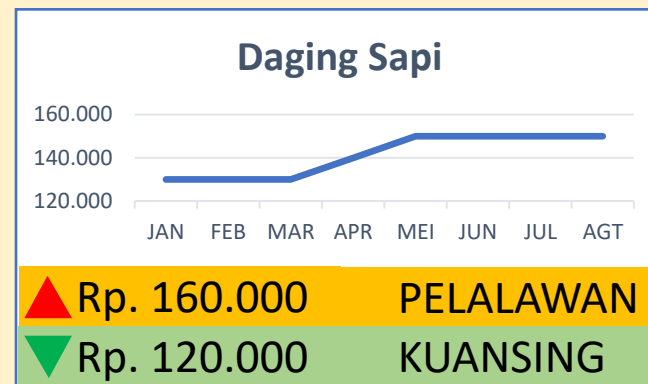 Daging Sapi
160.000
140.000
120.000
JAN FEB MAR APR MEI JUN JUL AGT
Rp. 160.000 PELALAWAN
Rp. 120.000 KUANSING